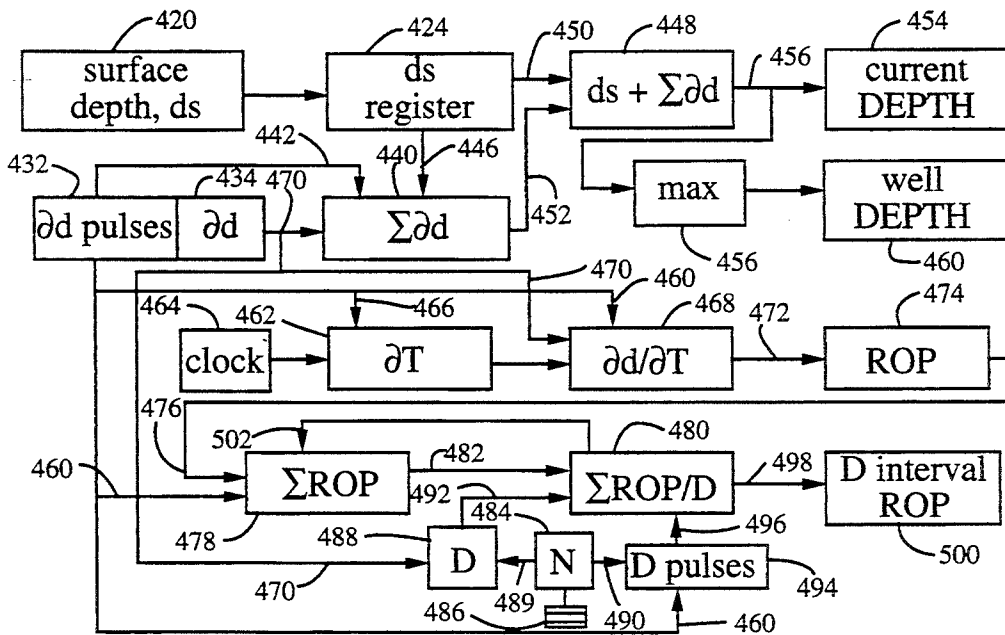 420
424
450
448
456
454
surface
depth, ds
ds
register
ds + Σ∂d
current
DEPTH
442
432
434
470
440
446
452
∂d pulses
∂d
Σ∂d
max
well
DEPTH
456
460
470
460
464
462
466
468
472
474
clock
∂T
∂d/∂T
ROP
476
502
480
460
ΣROP
482
ΣROP/D
498
D interval
ROP
492
484
478
488
496
500
D
N
D pulses
494
470
489
490
486
460